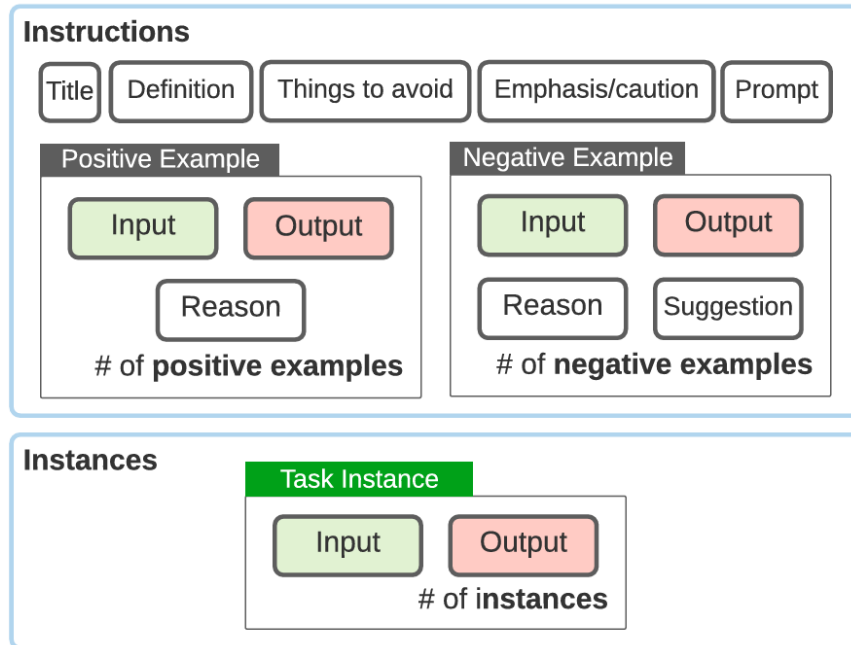 Instructions
Title Definition Things to avoid Emphasis/caution Prompt
Positive Example
Input Output
Reason
# of positive examples
Negative Example
Input Output
Reason Suggestion
# of negative examples
Instances
Task Instance
Input Output
# of instances